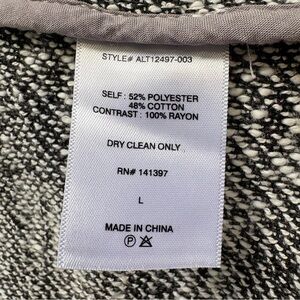 STYLE# ALT12497-003
SELF: 52% POLYESTER
48% COTTON
CONTRAST: 100% RAYON
DRY CLEAN ONLY
RN# 141397
L
MADE IN CHINA
P